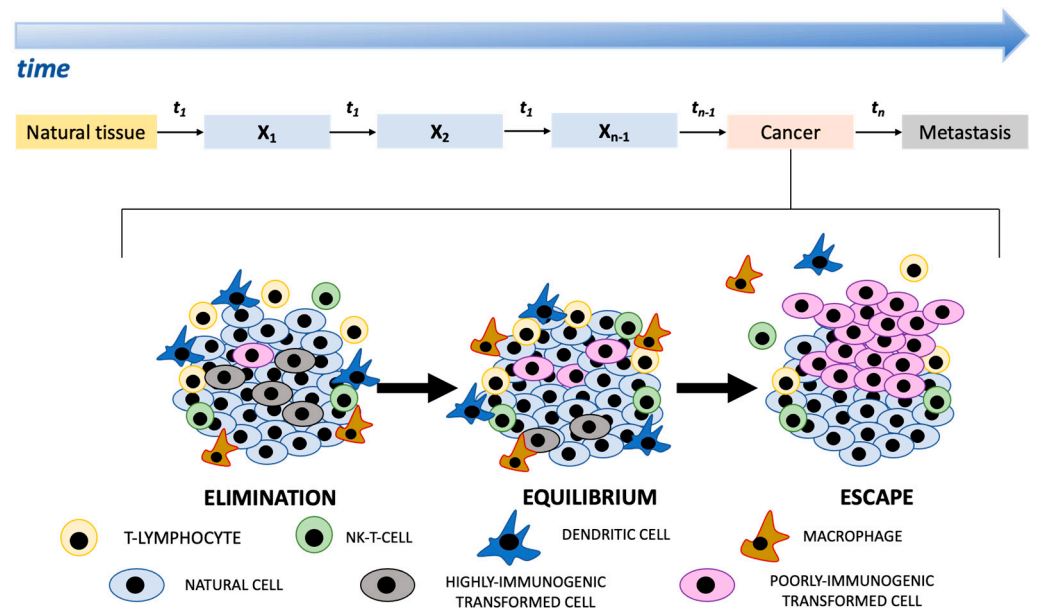 time
t1 t1 t1 tn-1 tn
Natural tissue X1 X2 Xn-1 Cancer Metastasis
ELIMINATION EQUILIBRIUM ESCAPE
T-LYMPHOCYTE NK-T-CELL DENDRITIC CELL MACROPHAGE
NATURAL CELL
HIGHLY-IMMUNOGENIC
TRANSFORMED CELL
POORLY-IMMUNOGENIC
TRANSFORMED CELL